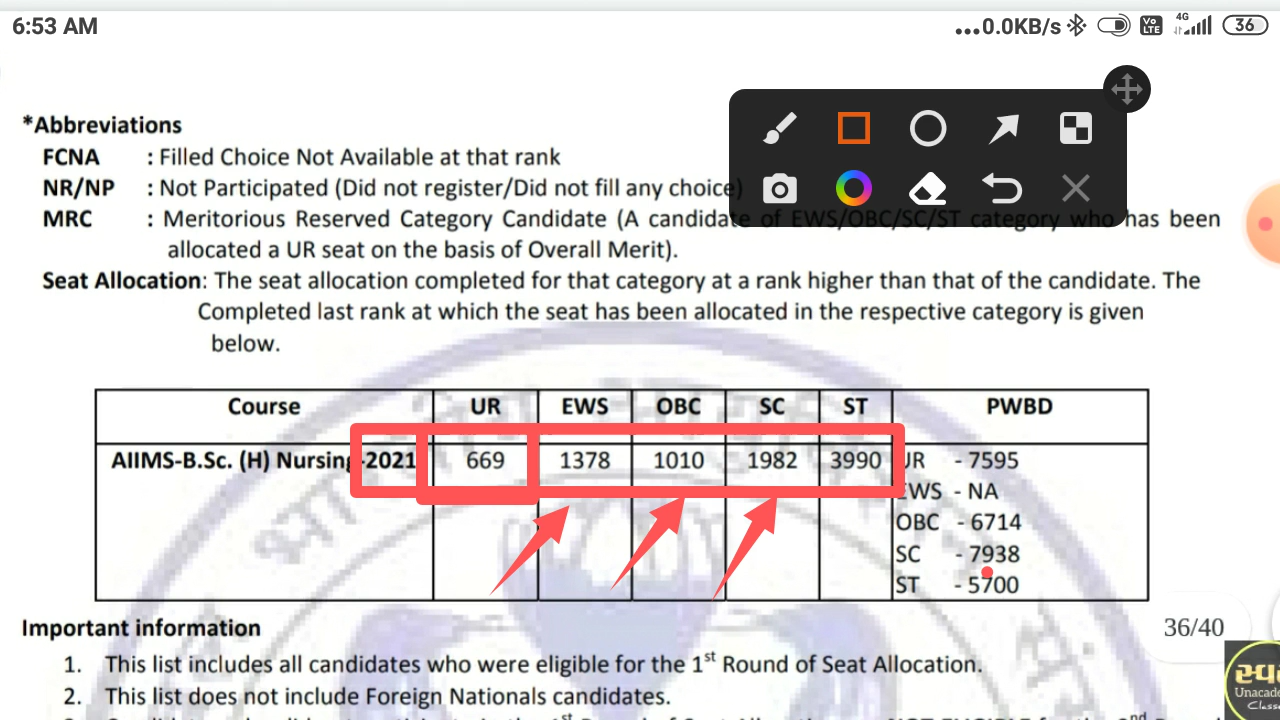 6:53 AM
...0.0KB/s
Vo LTE
4G
36
*Abbreviations
FCNA : Filled Choice Not Available at that rank
NR/NP : Not Participated (Did not register/Did not fill any choice)
MRC : Meritorious Reserved Category Candidate (A candidate of EWS/OBC/SC/ST category who has been
allocated a UR seat on the basis of Overall Merit).
Seat Allocation: The seat allocation completed for that category at a rank higher than that of the candidate. The
Completed last rank at which the seat has been allocated in the respective category is given
below.
Course UR EWS OBC SC ST PWBD
AIIMS-B.Sc. (H) Nursing-2021 669 1378 1010 1982 3990 UR - 7595
EWS - NA
OBC - 6714
SC - 7938
ST - 5700
Important information
36/40
1. This list includes all candidates who were eligible for the 1st Round of Seat Allocation.
2. This list does not include Foreign Nationals candidates.